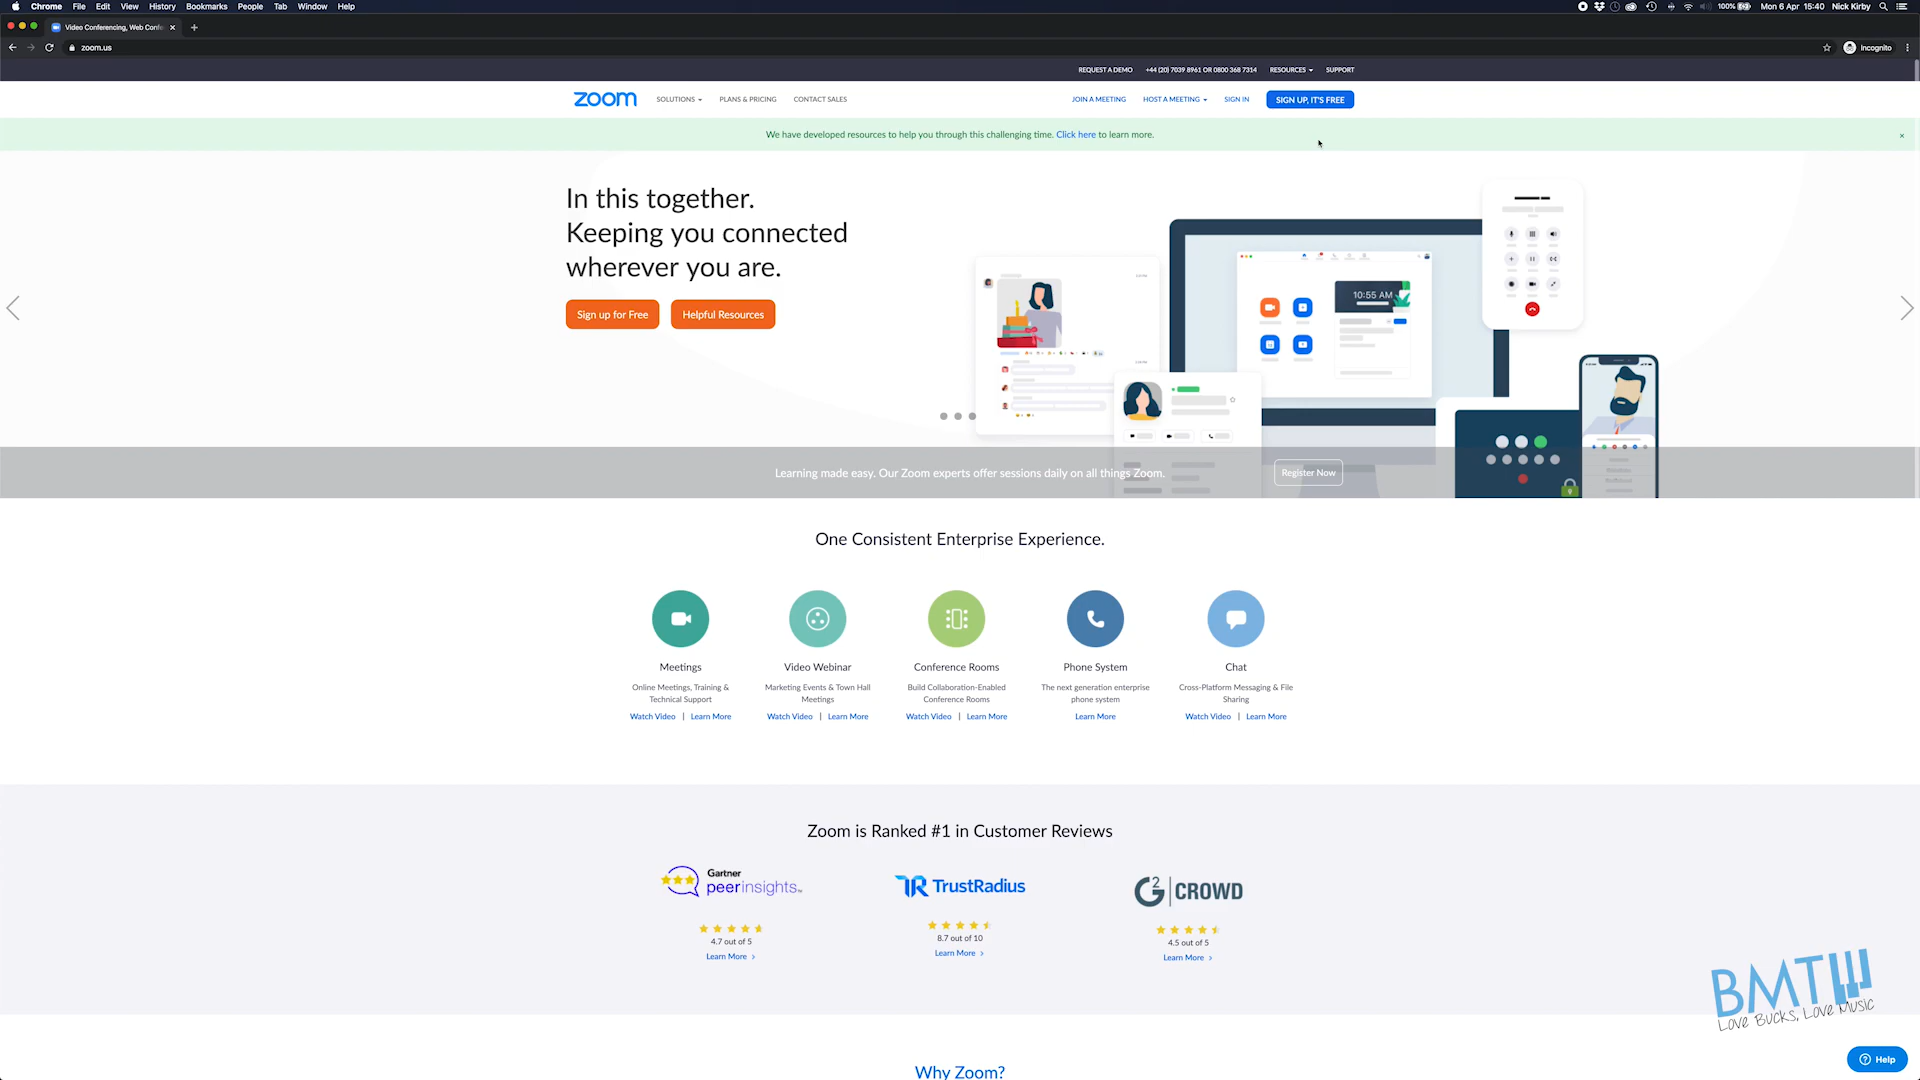 Chrome File Edit View History Bookmarks People Tab Window Help
100% Mon 6 Apr 15:40 Nick Kirby
Video Conferencing, Web Confe
zoom.us
Incognito
REQUEST A DEMO +44 (20) 7039 8961 OR 0800 368 7314 RESOURCES SUPPORT
zoom SOLUTIONS PLANS & PRICING CONTACT SALES JOIN A MEETING HOST A MEETING SIGN IN SIGN UP, IT'S FREE
We have developed resources to help you through this challenging time. Click here to learn more.
In this together.
Keeping you connected
wherever you are.
Sign up for Free Helpful Resources
10:55 AM
Learning made easy. Our Zoom experts offer sessions daily on all things Zoom. Register Now
One Consistent Enterprise Experience.
Meetings Video Webinar Conference Rooms Phone System Chat
Online Meetings, Training & Marketing Events & Town Hall Build Collaboration-Enabled The next generation enterprise Cross-Platform Messaging & File
Technical Support Meetings Conference Rooms phone system Sharing
Watch Video | Learn More Watch Video | Learn More Watch Video | Learn More Learn More Watch Video | Learn More
Zoom is Ranked #1 in Customer Reviews
Gartner
peerinsights™
TR TrustRadius
G2 | CROWD
4.7 out of 5 8.7 out of 10 4.5 out of 5
Learn More > Learn More > Learn More >
BMT
Love Bucks, Love Music
Why Zoom?
Help